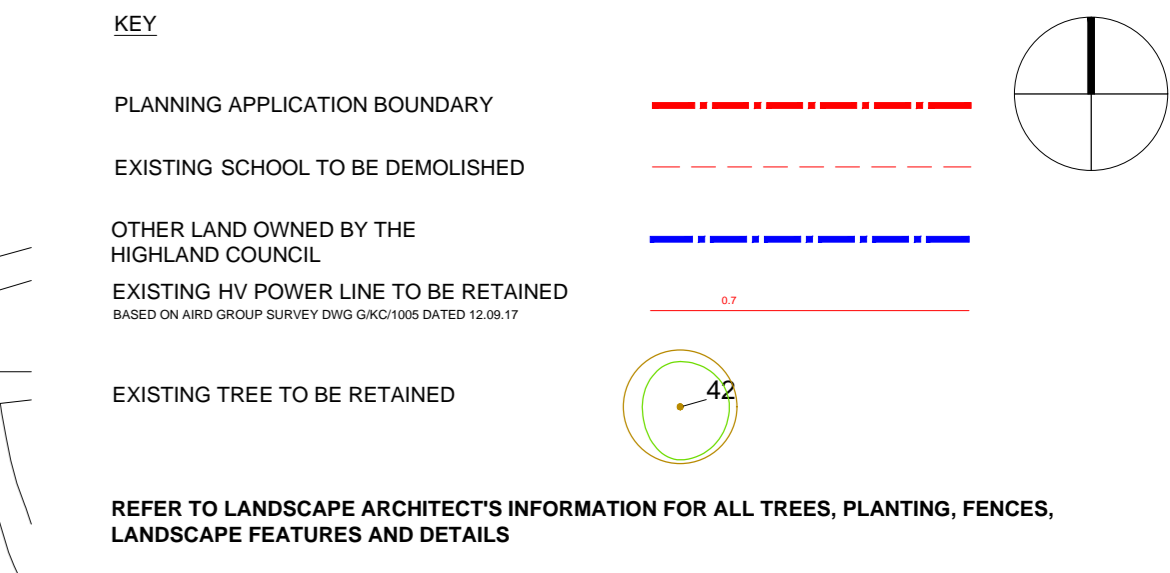 KEY
PLANNING APPLICATION BOUNDARY
EXISTING SCHOOL TO BE DEMOLISHED
OTHER LAND OWNED BY THE
HIGHLAND COUNCIL
EXISTING HV POWER LINE TO BE RETAINED
0.7
BASED ON AIRD GROUP SURVEY DWG G/KC/1005 DATED 12.09.17
EXISTING TREE TO BE RETAINED
42
REFER TO LANDSCAPE ARCHITECT'S INFORMATION FOR ALL TREES, PLANTING, FENCES,
LANDSCAPE FEATURES AND DETAILS